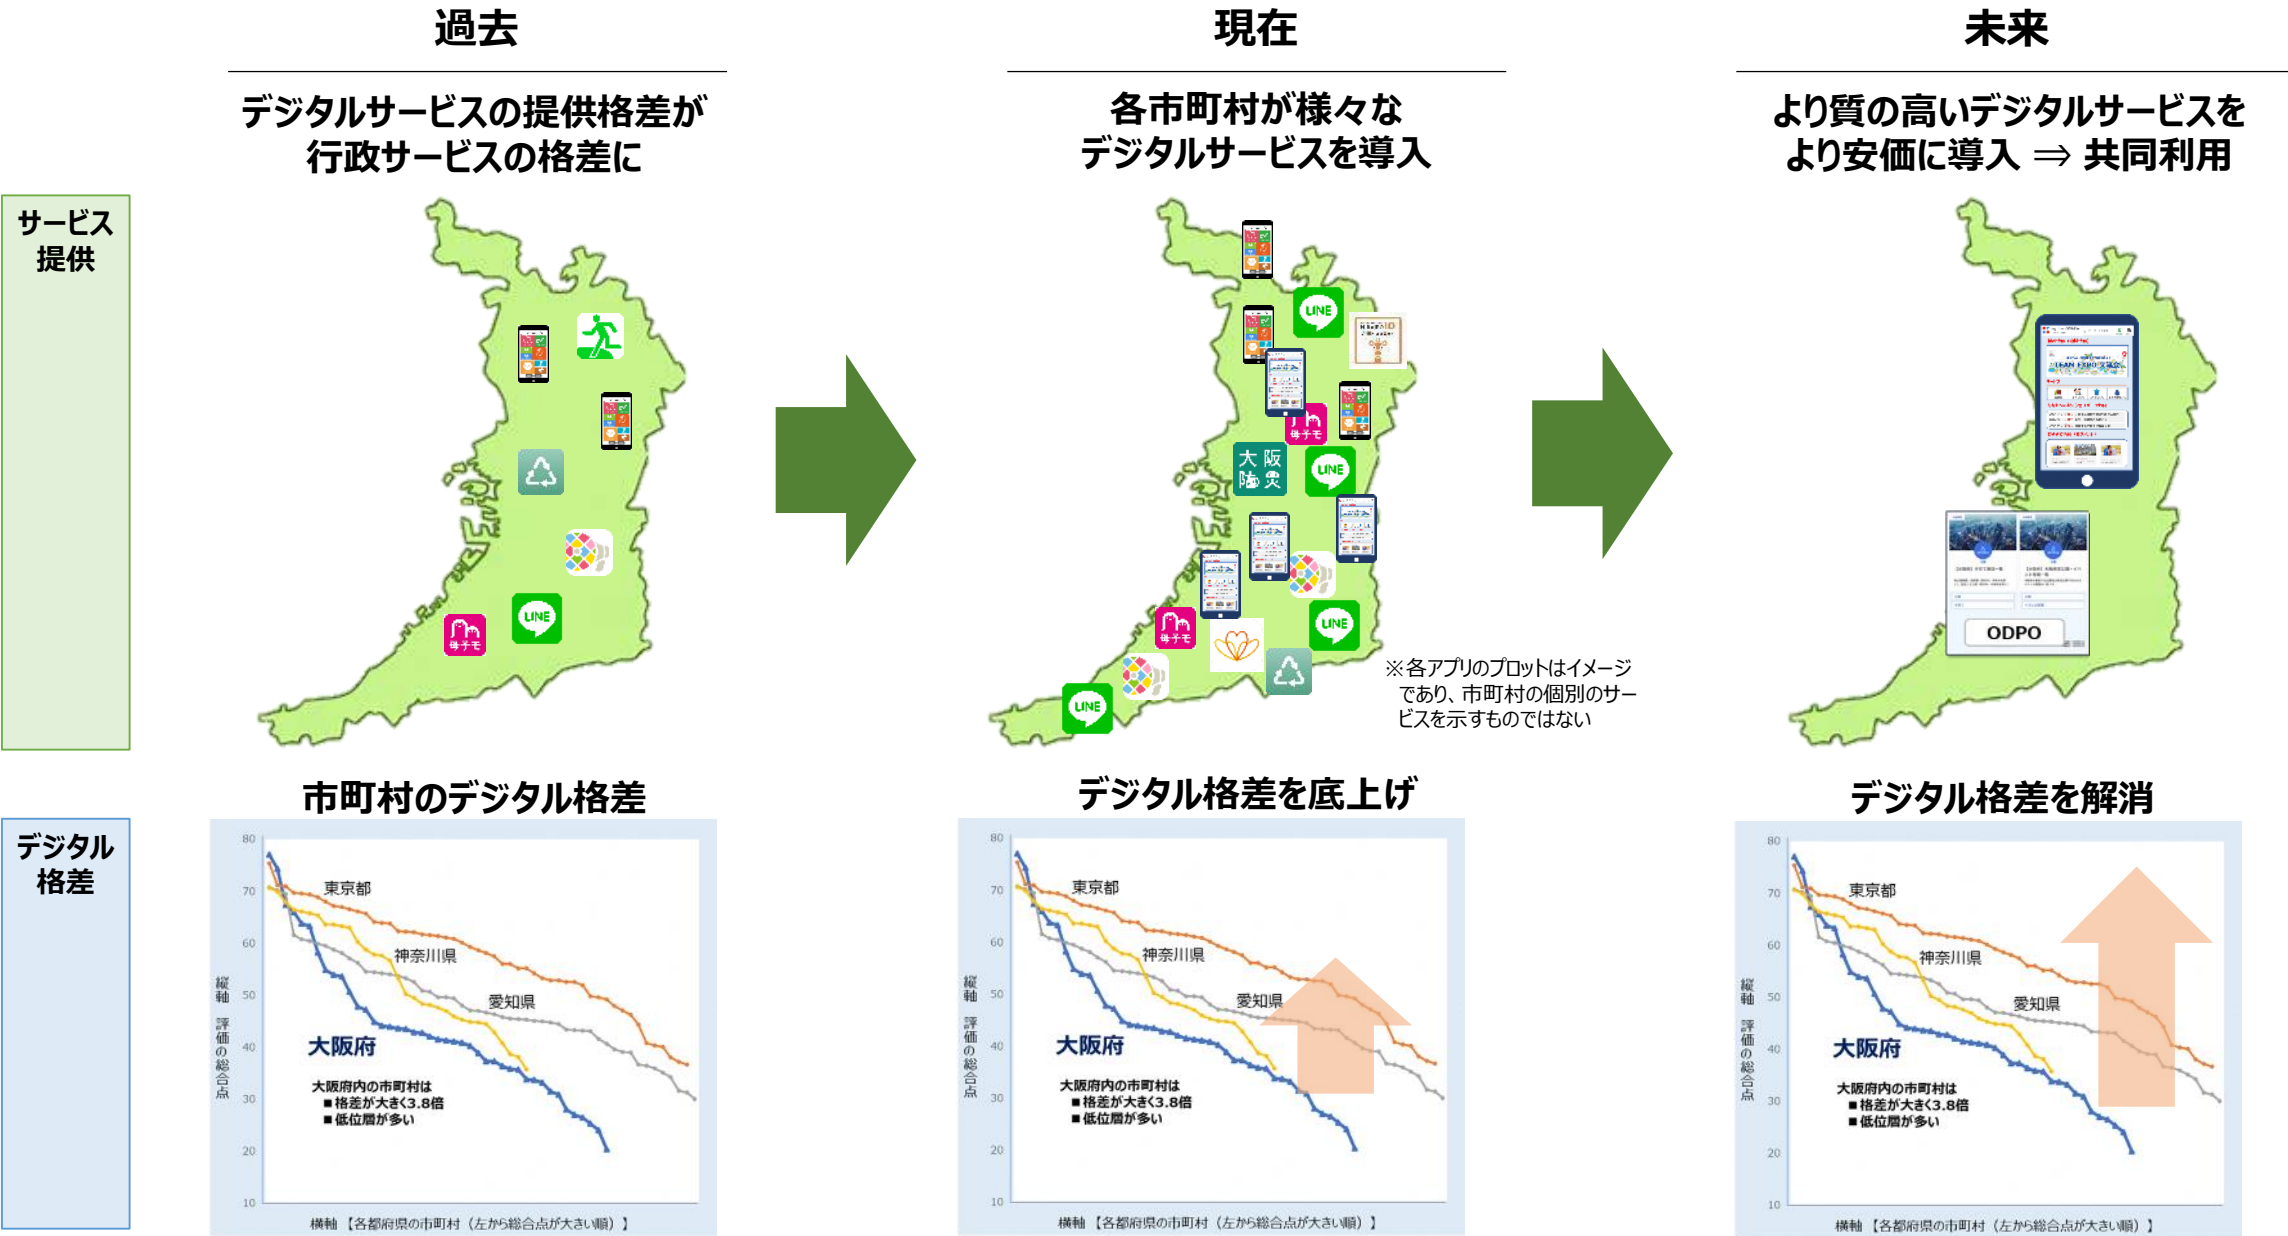 過去
現在
未来
デジタルサービスの提供格差が
行政サービスの格差に
各市町村が様々な
デジタルサービスを導入
より質の高いデジタルサービスを
より安価に導入 ⇒ 共同利用
サービス
提供
LINE
母子モ
LINE
母子モ
大阪
防災
LINE
母子モ
LINE
LINE
※各アプリのプロットはイメージ
であり、市町村の個別のサー
ビスを示すものではない
ODPO
デジタル
格差
市町村のデジタル格差
80
70
60
50
40
30
20
10
縦軸 評価の総合点
東京都
神奈川県
愛知県
大阪府
大阪府内の市町村は
■格差が大きく3.8倍
■低位層が多い
横軸 【各都府県の市町村（左から総合点が大きい順）】
デジタル格差を底上げ
80
70
60
50
40
30
20
10
縦軸 評価の総合点
東京都
神奈川県
愛知県
大阪府
大阪府内の市町村は
■格差が大きく3.8倍
■低位層が多い
横軸 【各都府県の市町村（左から総合点が大きい順）】
デジタル格差を解消
80
70
60
50
40
30
20
10
縦軸 評価の総合点
東京都
神奈川県
愛知県
大阪府
大阪府内の市町村は
■格差が大きく3.8倍
■低位層が多い
横軸 【各都府県の市町村（左から総合点が大きい順）】